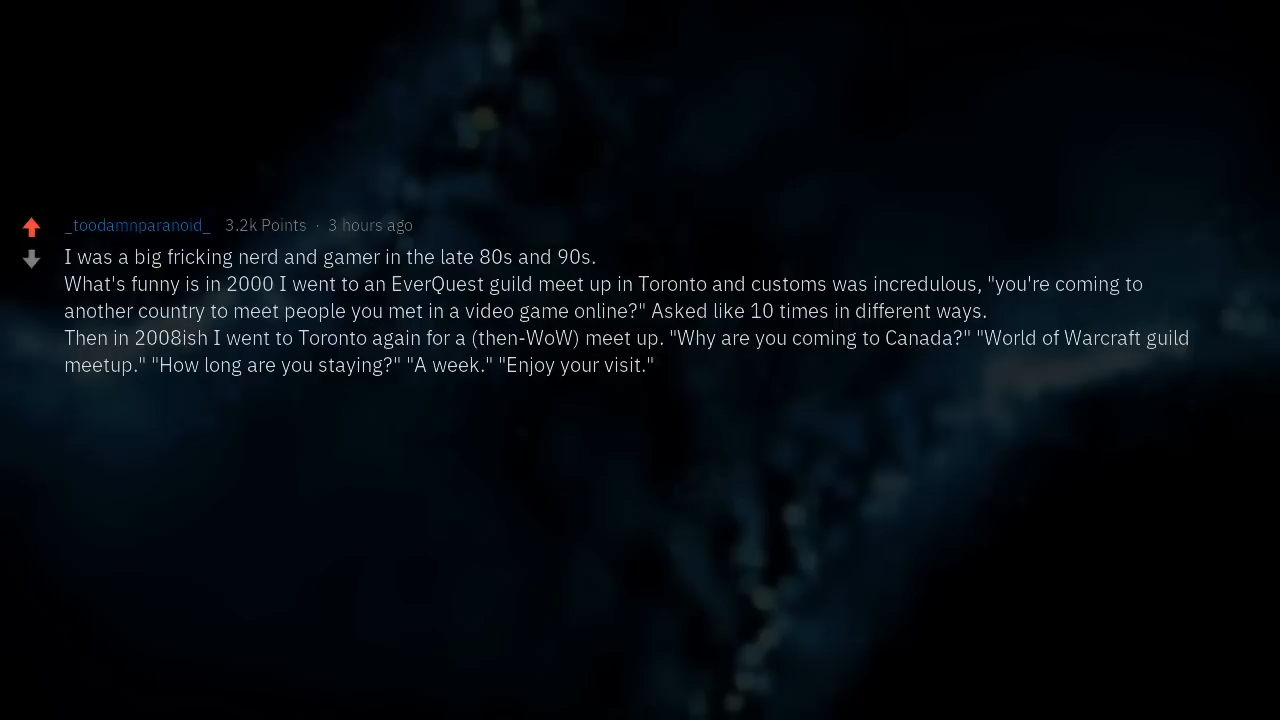 _toodamnparanoid_ 3.2k Points · 3 hours ago
I was a big fricking nerd and gamer in the late 80s and 90s.
What's funny is in 2000 I went to an EverQuest guild meet up in Toronto and customs was incredulous, "you're coming to
another country to meet people you met in a video game online?" Asked like 10 times in different ways.
Then in 2008ish I went to Toronto again for a (then-WoW) meet up. "Why are you coming to Canada?" "World of Warcraft guild
meetup." "How long are you staying?" "A week." "Enjoy your visit."